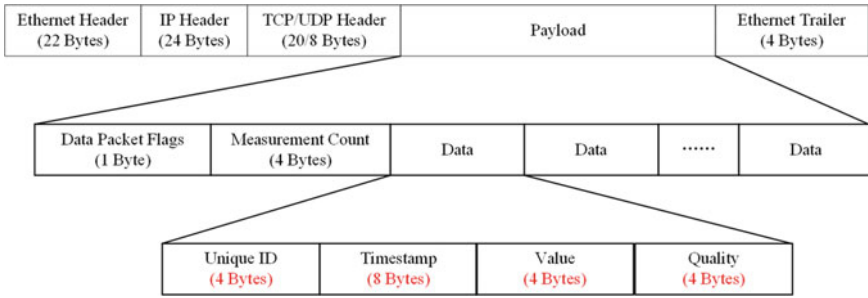 Ethernet Header
(22 Bytes)
IP Header
(24 Bytes)
TCP/UDP Header
(20/8 Bytes)
Payload
Ethernet Trailer
(4 Bytes)
Data Packet Flags
(1 Byte)
Measurement Count
(4 Bytes)
Data
Data
······
Data
Unique ID
(4 Bytes)
Timestamp
(8 Bytes)
Value
(4 Bytes)
Quality
(4 Bytes)